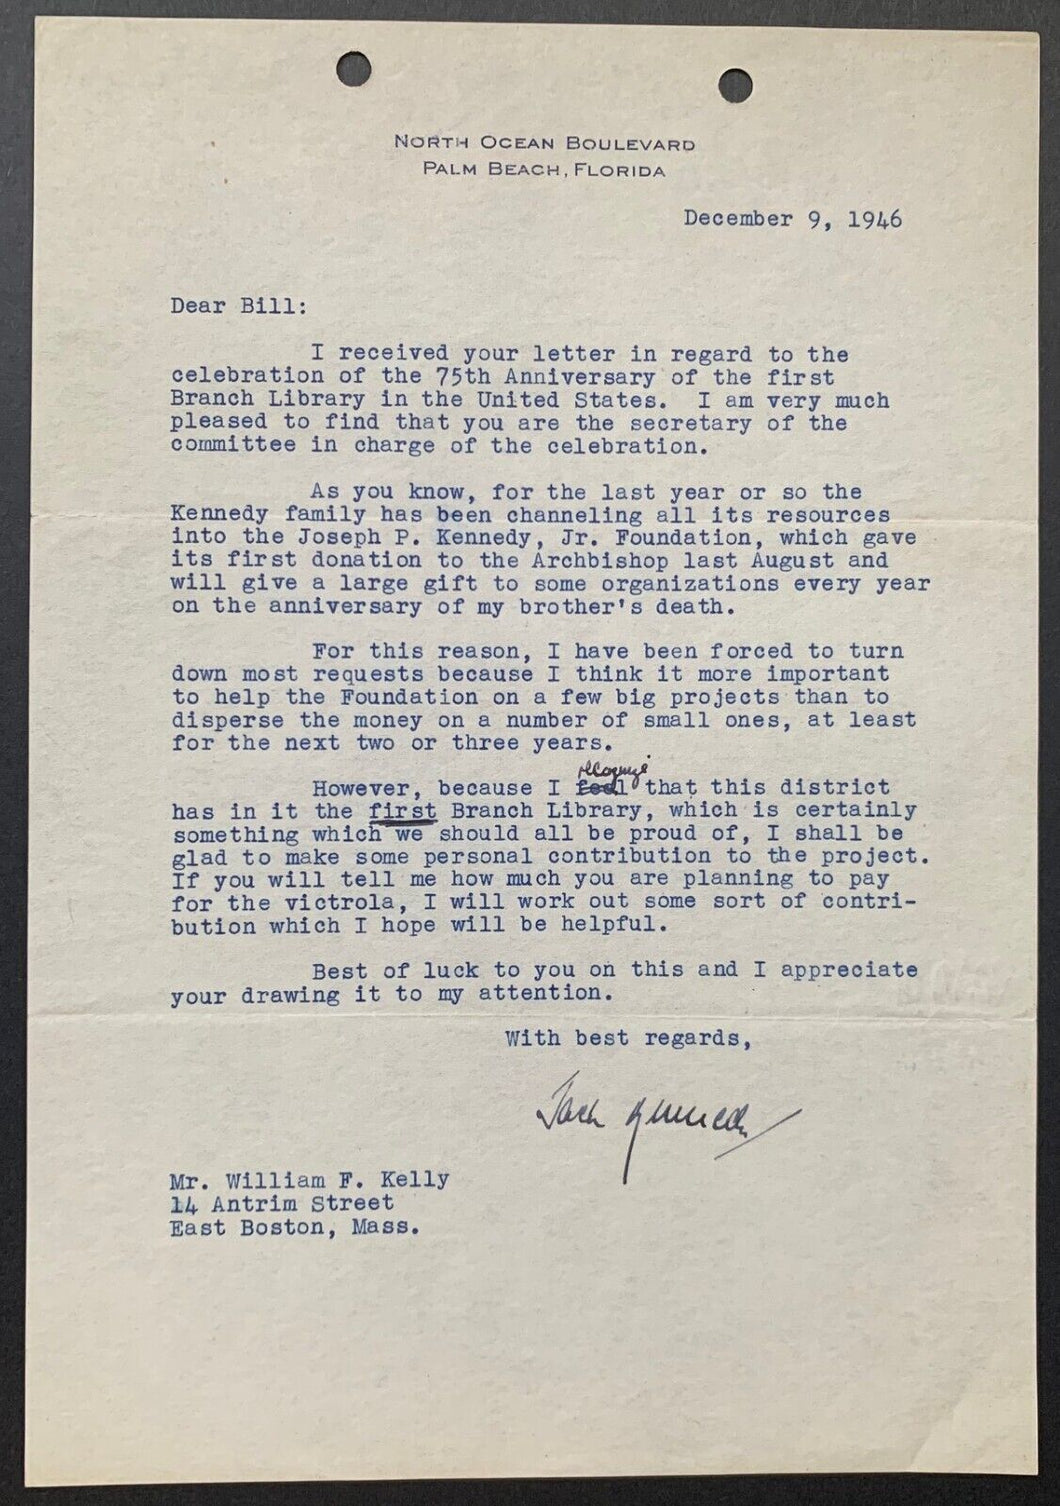 NORTH OCEAN BOULEVARD
PALM BEACH, FLORIDA
December 9, 1946
Dear Bill:
I received your letter in regard to the
celebration of the 75th Anniversary of the first
Branch Library in the United States. I am very much
pleased to find that you are the secretary of the
committee in charge of the celebration.
As you know, for the last year or so the
Kennedy family has been channeling all its resources
into the Joseph P. Kennedy, Jr. Foundation, which gave
its first donation to the Archbishop last August and
will give a large gift to some organizations every year
on the anniversary of my brother's death.
For this reason, I have been forced to turn
down most requests because I think it more important
to help the Foundation on a few big projects than to
disperse the money on a number of small ones, at least
for the next two or three years.
recognize
However, because I feel that this district
has in it the first Branch Library, which is certainly
something which we should all be proud of, I shall be
glad to make some personal contribution to the project.
If you will tell me how much you are planning to pay
for the victrola, I will work out some sort of contri-
bution which I hope will be helpful.
Best of luck to you on this and I appreciate
your drawing it to my attention.
With best regards,
Jack Kennedy
Mr. William F. Kelly
14 Antrim Street
East Boston, Mass.